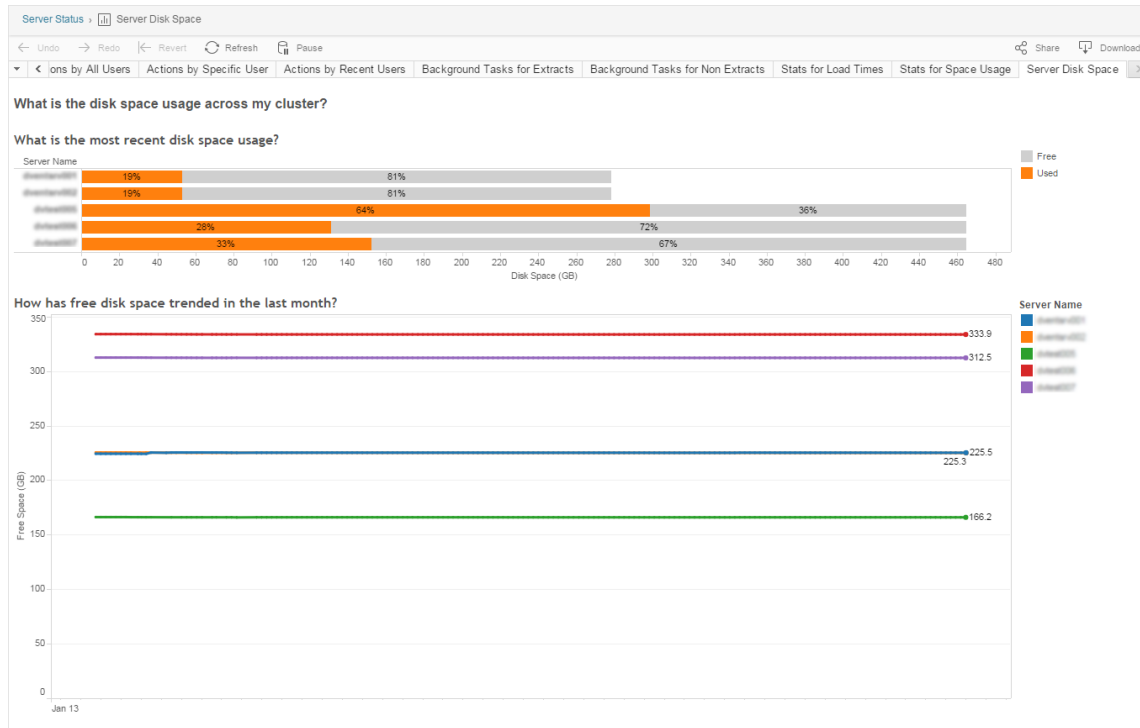 Server Status › Server Disk Space
Undo Redo Revert Refresh Pause Share Download
ons by All Users Actions by Specific User Actions by Recent Users Background Tasks for Extracts Background Tasks for Non Extracts Stats for Load Times Stats for Space Usage Server Disk Space
What is the disk space usage across my cluster?
What is the most recent disk space usage?
Server Name
19% 81%
19% 81%
64% 36%
28% 72%
33% 67%
0 20 40 60 80 100 120 140 160 180 200 220 240 260 280 300 320 340 360 380 400 420 440 460 480
Disk Space (GB)
Free
Used
How has free disk space trended in the last month?
350
300
250
200
150
100
50
0
Free Space (GB)
333.9
312.5
225.5
225.3
166.2
Jan 13
Server Name